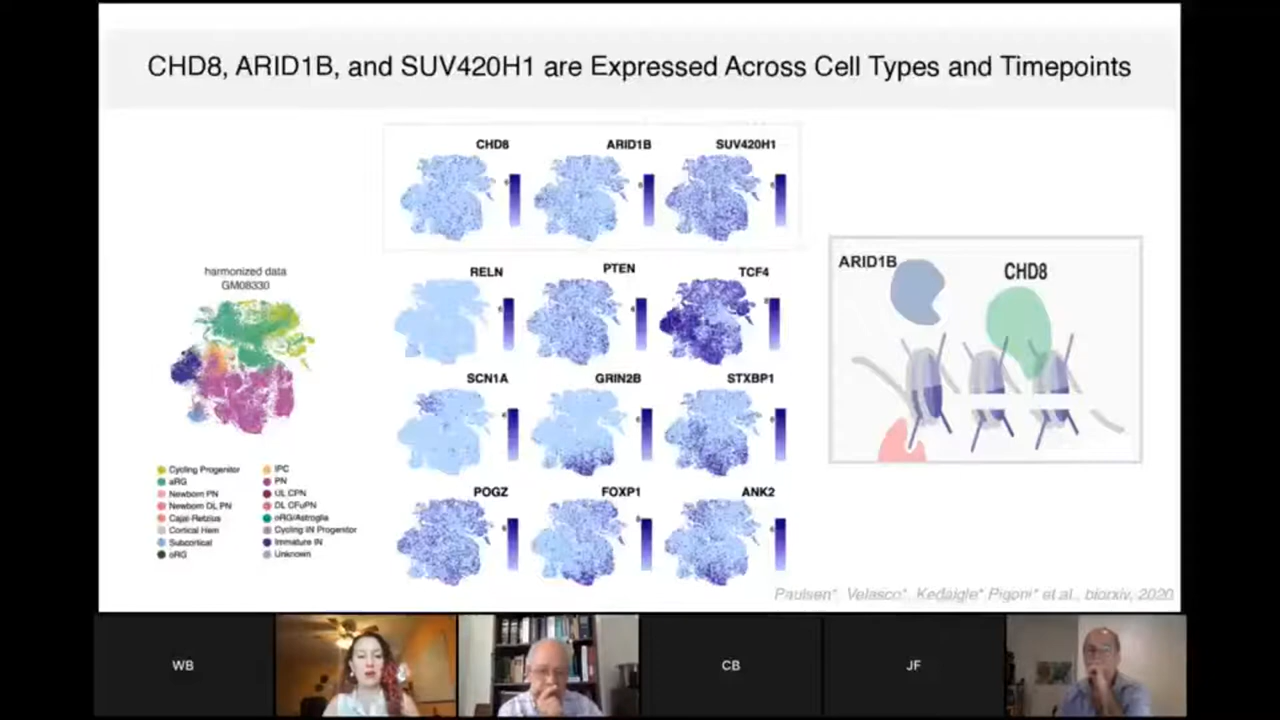 CHD8, ARID1B, and SUV420H1 are Expressed Across Cell Types and Timepoints
CHD8
ARID1B
SUV420H1
harmonized data
GM08330
RELN
PTEN
TCF4
SCN1A
GRIN2B
STXBP1
POGZ
FOXP1
ANK2
Cycling Progenitor
aRG
Newborn PN
Newborn DL PN
Cajal-Retzius
Cortical Hem
Subcortical
oRG
IPC
PN
UL CPN
DL CFuPN
oRG/Astroglia
Cycling IN Progenitor
Immature IN
Unknown
ARID1B
CHD8
Paulsen*, Velasco*, Kedaigle* Pigoni* et al., biorxiv, 2020
WB
CB
JF